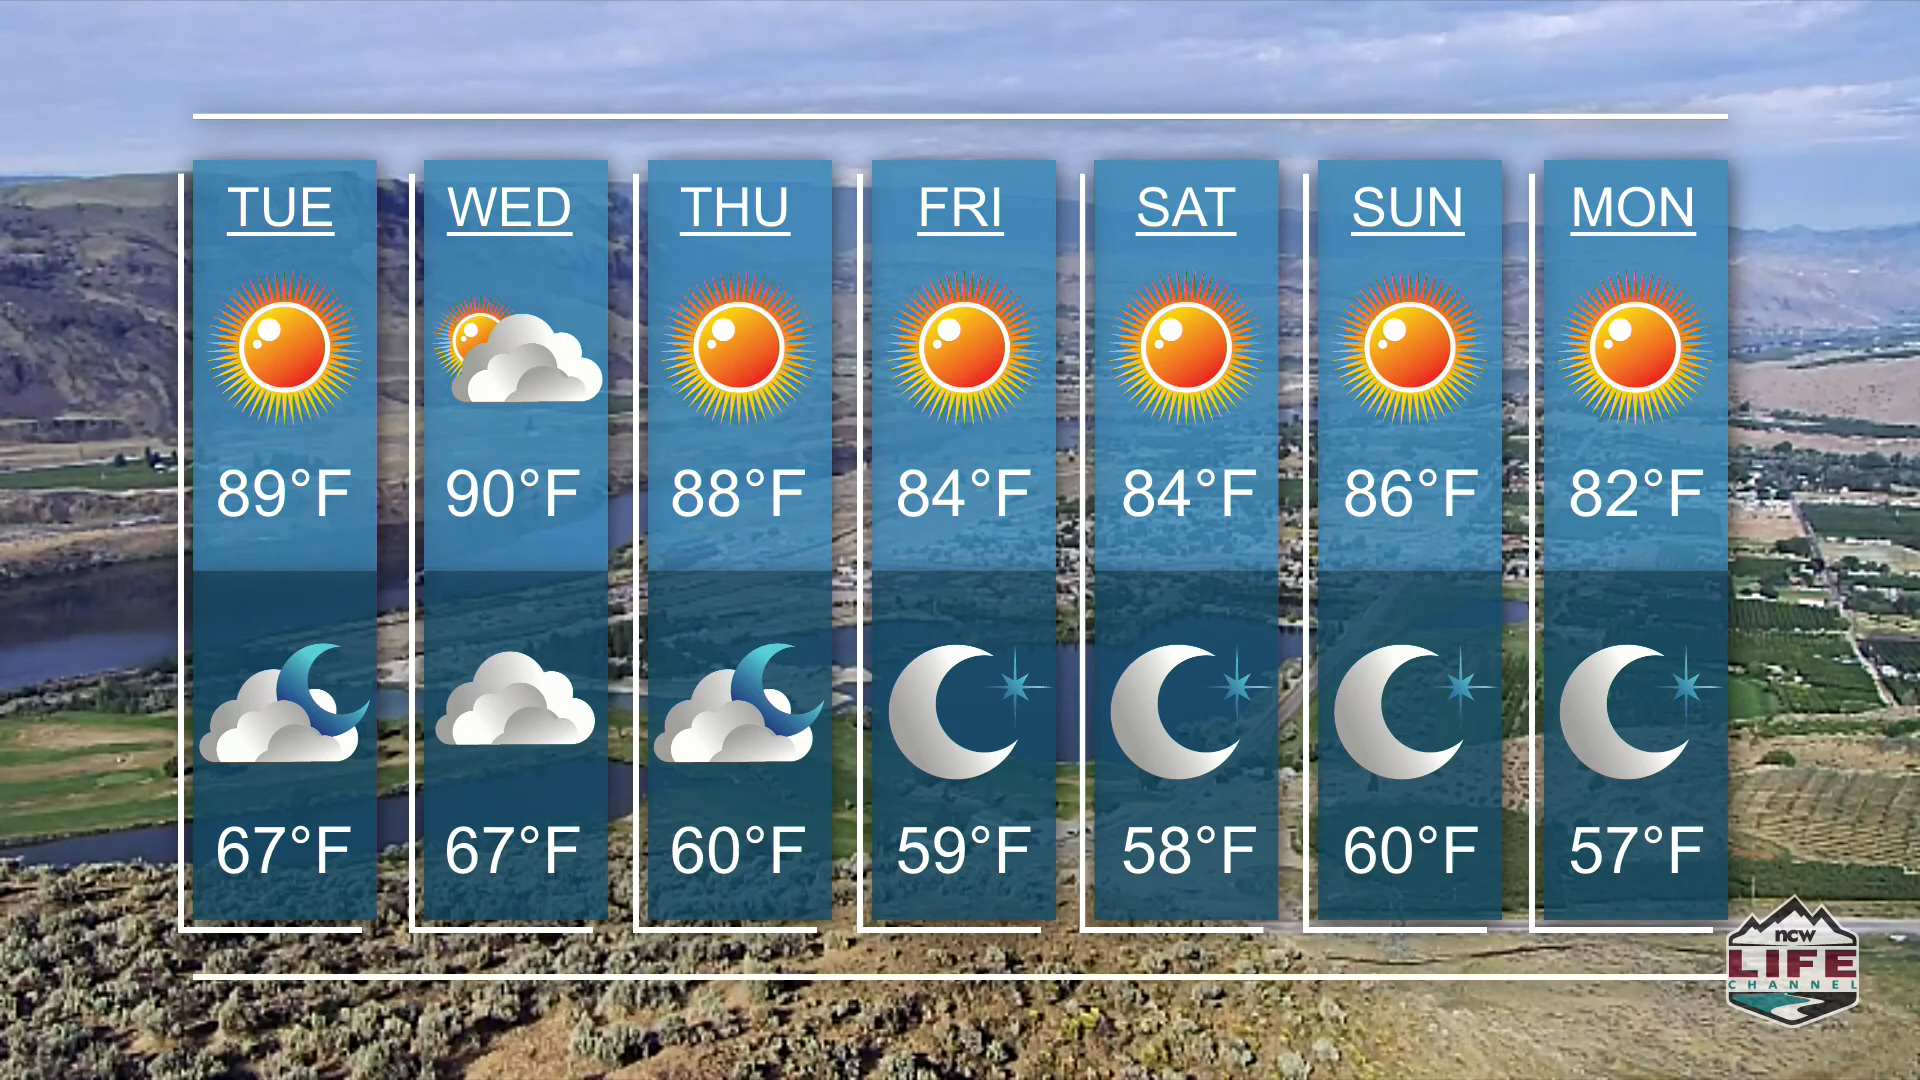 TUE WED THU FRI SAT SUN MON
89°F 90°F 88°F 84°F 84°F 86°F 82°F
67°F 67°F 60°F 59°F 58°F 60°F 57°F
ncw
LIFE
CHANNEL